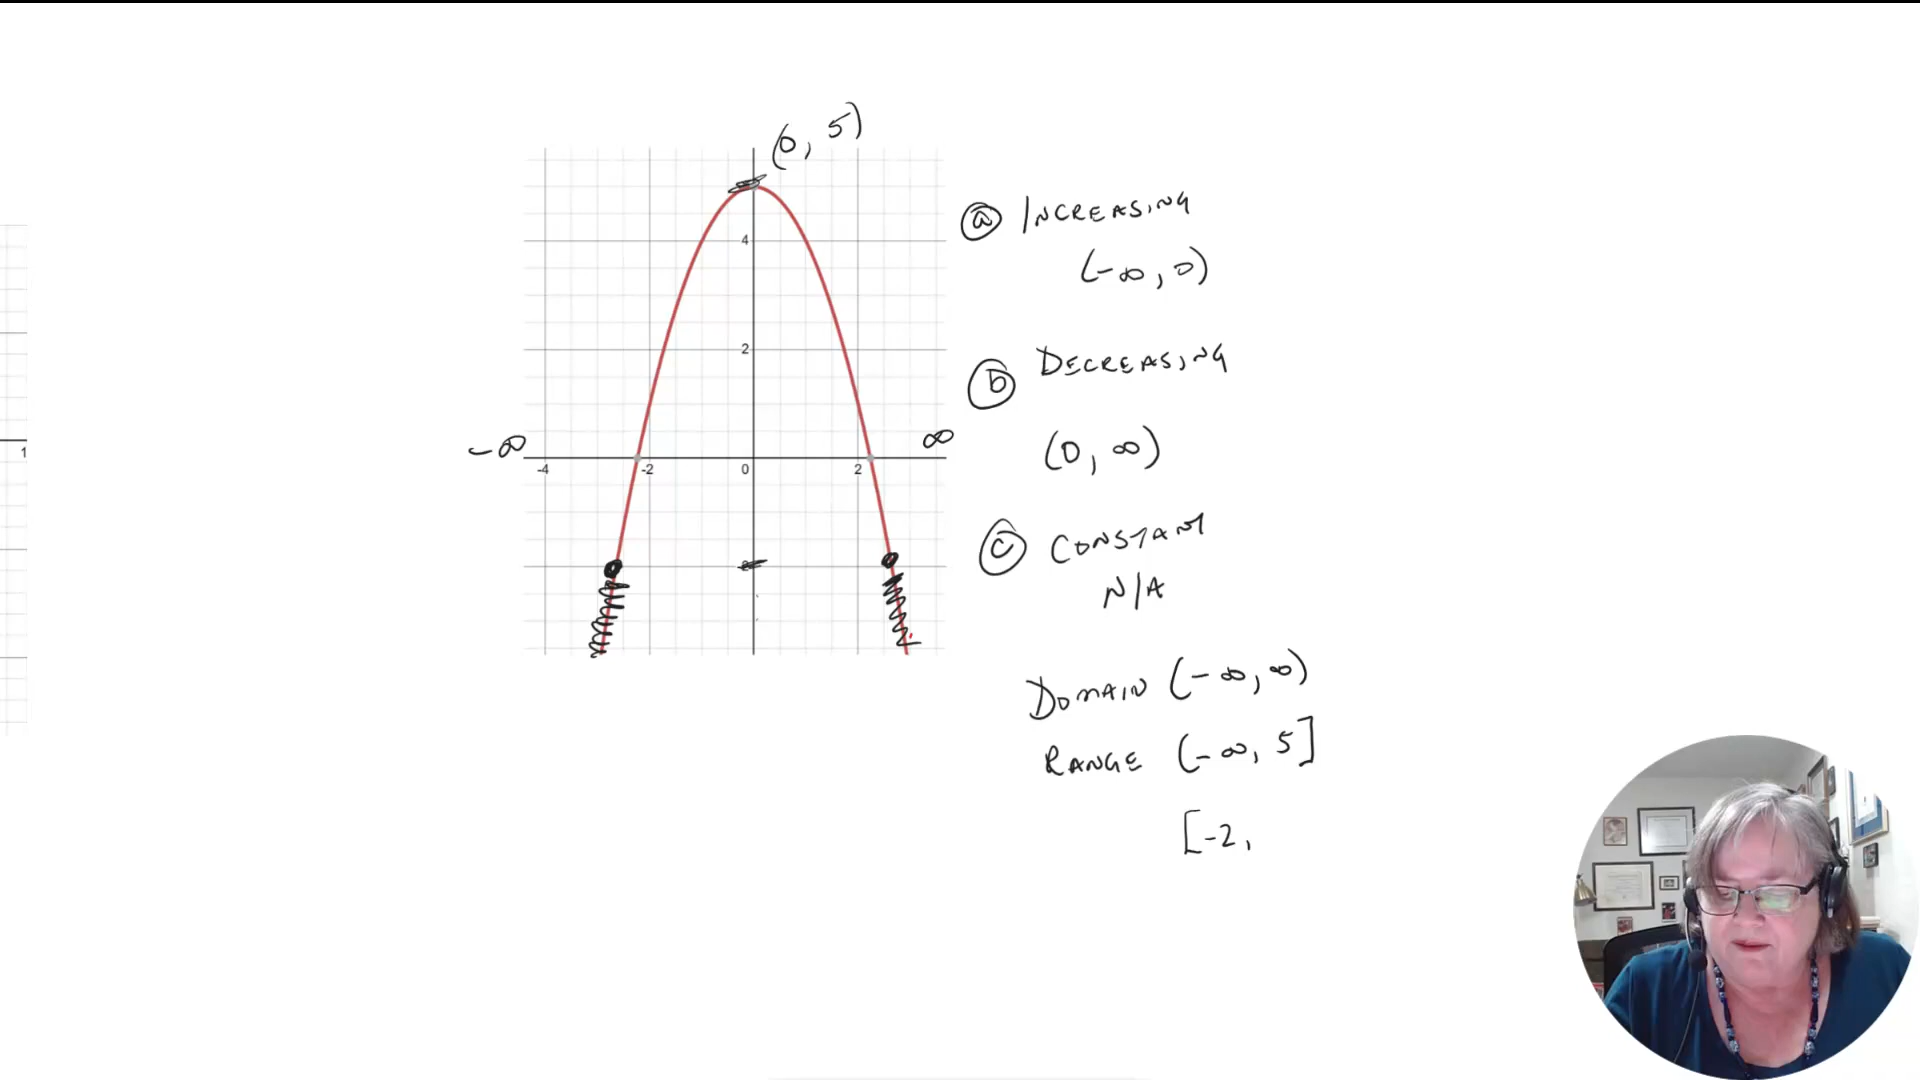 (0, 5)
ⓐ INCREASING
(-∞, 0)
4
ⓑ DECREASING
2
(0, ∞)
-∞ ∞
1
-4 -2 0 2
ⓒ CONSTANT
N/A
DOMAIN (-∞, ∞)
RANGE (-∞, 5]
[-2,